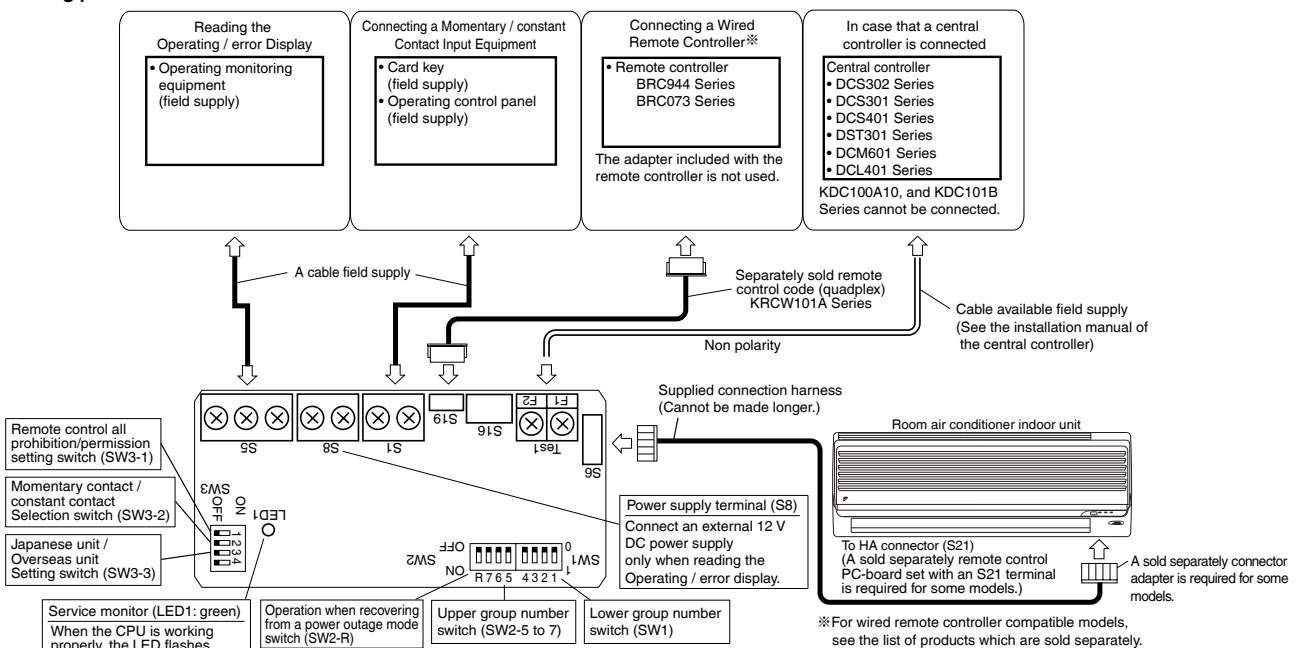 Reading the
Operating / error Display
• Operating monitoring
equipment
(field supply)
Connecting a Momentary / constant
Contact Input Equipment
• Card key
(field supply)
• Operating control panel
(field supply)
Connecting a Wired
Remote Controller※
• Remote controller
BRC944 Series
BRC073 Series
The adapter included with the
remote controller is not used.
In case that a central
controller is connected
Central controller
• DCS302 Series
• DCS301 Series
• DCS401 Series
• DST301 Series
• DCM601 Series
• DCL401 Series
KDC100A10, and KDC101B
Series cannot be connected.
A cable field supply
Separately sold remote
control code (quadplex)
KRCW101A Series
Non polarity
Cable available field supply
(See the installation manual of
the central controller)
Supplied connection harness
(Cannot be made longer.)
S5
S8
S1
S19
S16
F2
F1
Tes1
S6
Room air conditioner indoor unit
Remote control all
prohibition/permission
setting switch (SW3-1)
Momentary contact /
constant contact
Selection switch (SW3-2)
Japanese unit /
Overseas unit
Setting switch (SW3-3)
SW3
OFF
ON
1
2
3
4
LED1
SW2
OFF
ON
R 7 6 5
4 3 2 1
0
1
SW1
Power supply terminal (S8)
Connect an external 12 V
DC power supply
only when reading the
Operating / error display.
To HA connector (S21)
(A sold separately remote control
PC-board set with an S21 terminal
is required for some models.)
A sold separately connector
adapter is required for some
models.
Service monitor (LED1: green)
When the CPU is working
properly, the LED flashes
Operation when recovering
from a power outage mode
switch (SW2-R)
Upper group number
switch (SW2-5 to 7)
Lower group number
switch (SW1)
※For wired remote controller compatible models,
see the list of products which are sold separately.